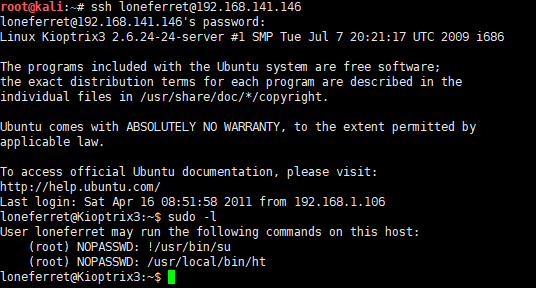 root@kali:~# ssh loneferret@192.168.141.146
loneferret@192.168.141.146's password:
Linux Kioptrix3 2.6.24-24-server #1 SMP Tue Jul 7 20:21:17 UTC 2009 i686
The programs included with the Ubuntu system are free software;
the exact distribution terms for each program are described in the
individual files in /usr/share/doc/*/copyright.
Ubuntu comes with ABSOLUTELY NO WARRANTY, to the extent permitted by
applicable law.
To access official Ubuntu documentation, please visit:
http://help.ubuntu.com/
Last login: Sat Apr 16 08:51:58 2011 from 192.168.1.106
loneferret@Kioptrix3:~$ sudo -l
User loneferret may run the following commands on this host:
    (root) NOPASSWD: !/usr/bin/su
    (root) NOPASSWD: /usr/local/bin/ht
loneferret@Kioptrix3:~$